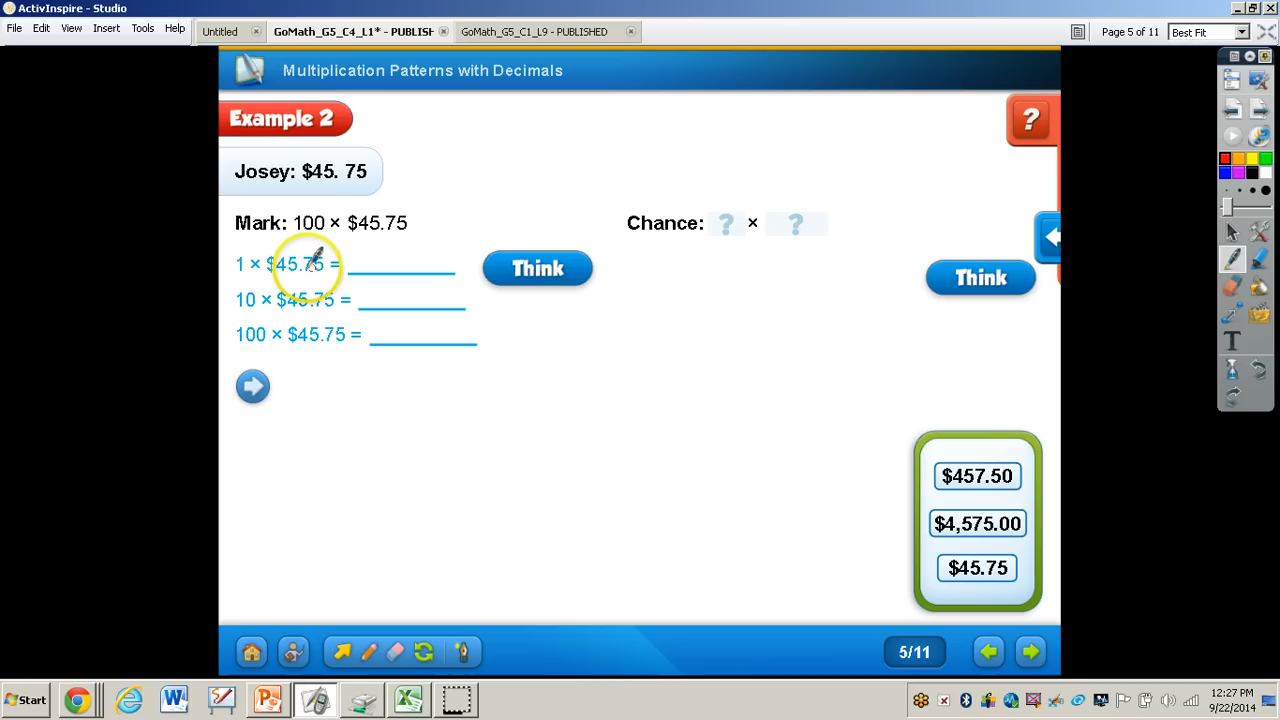 ActivInspire - Studio
File Edit View Insert Tools Help
Untitled
GoMath_G5_C4_L1* - PUBLISH
GoMath_G5_C1_L9 - PUBLISHED
Page 5 of 11
Best Fit
Multiplication Patterns with Decimals
Example 2
?
Josey: $45. 75
Mark: 100 × $45.75
Chance: ? × ?
1 × $45.75 =
Think
Think
10 × $45.75 =
100 × $45.75 =
$457.50
$4,575.00
$45.75
T
5/11
Start
12:27 PM
9/22/2014